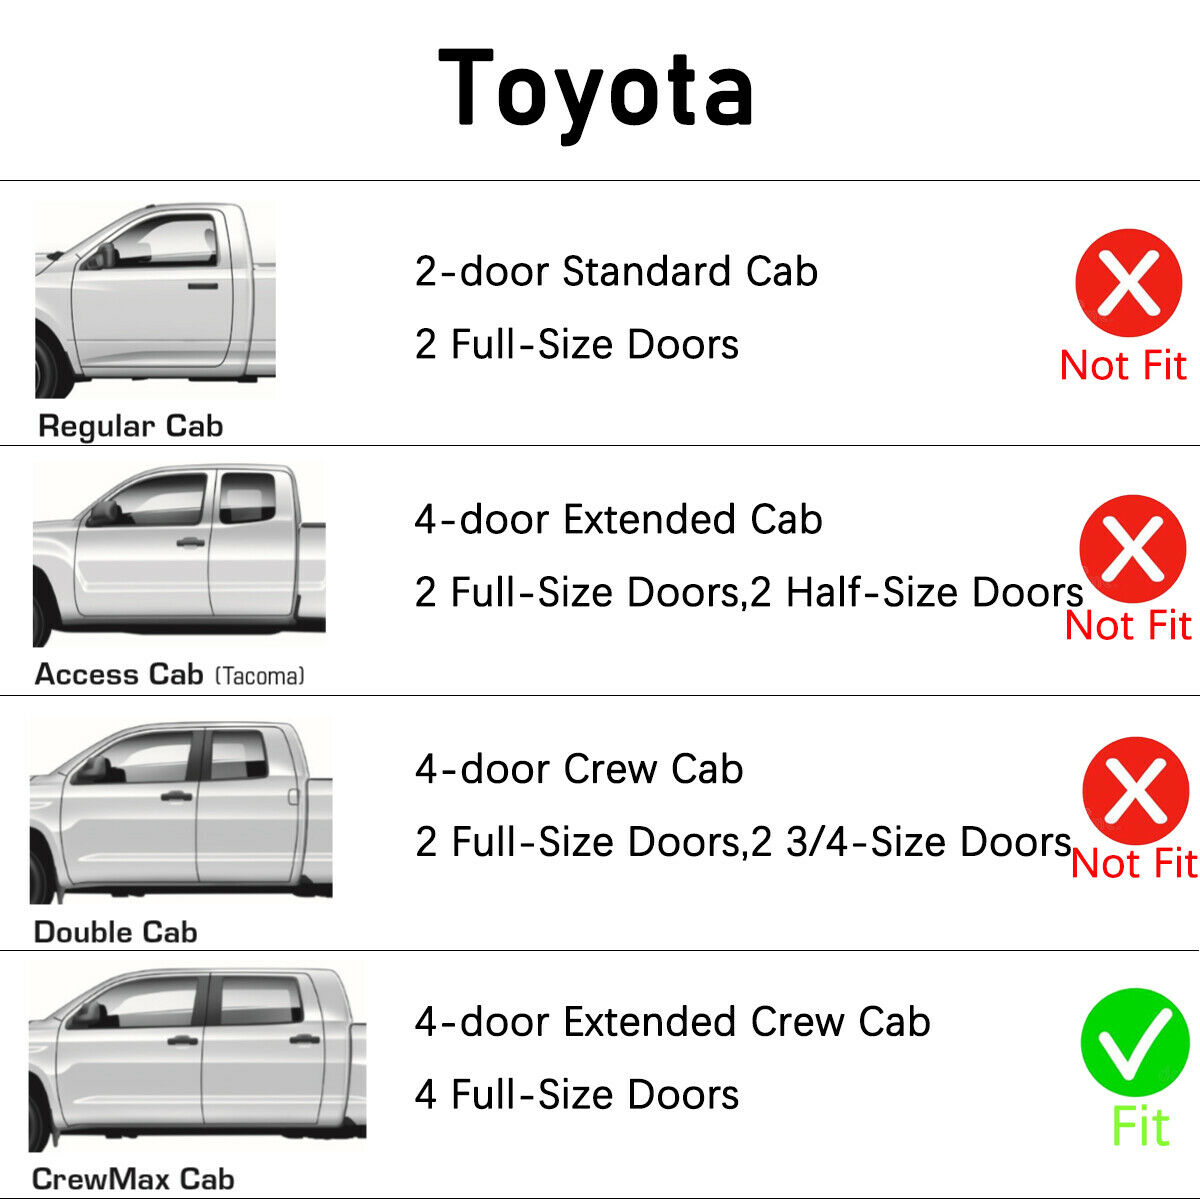 Toyota
2-door Standard Cab
2 Full-Size Doors
Not Fit
Regular Cab
4-door Extended Cab
2 Full-Size Doors,2 Half-Size Doors
Not Fit
Access Cab (Tacoma)
4-door Crew Cab
2 Full-Size Doors,2 3/4-Size Doors
Not Fit
Double Cab
4-door Extended Crew Cab
4 Full-Size Doors
Fit
CrewMax Cab